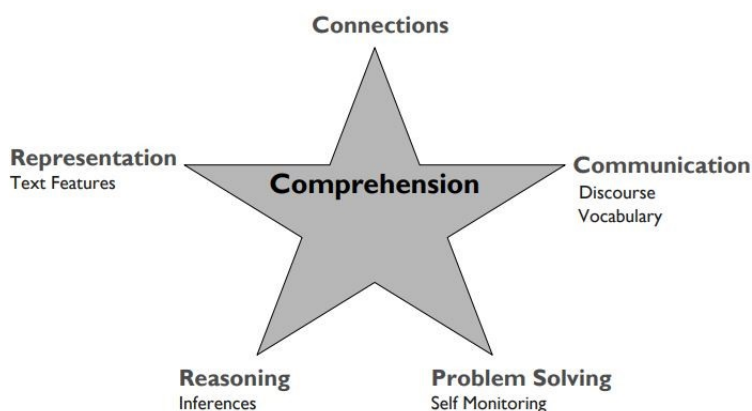 Connections
Representation
Text Features
Comprehension
Communication
Discourse
Vocabulary
Reasoning
Inferences
Problem Solving
Self Monitoring